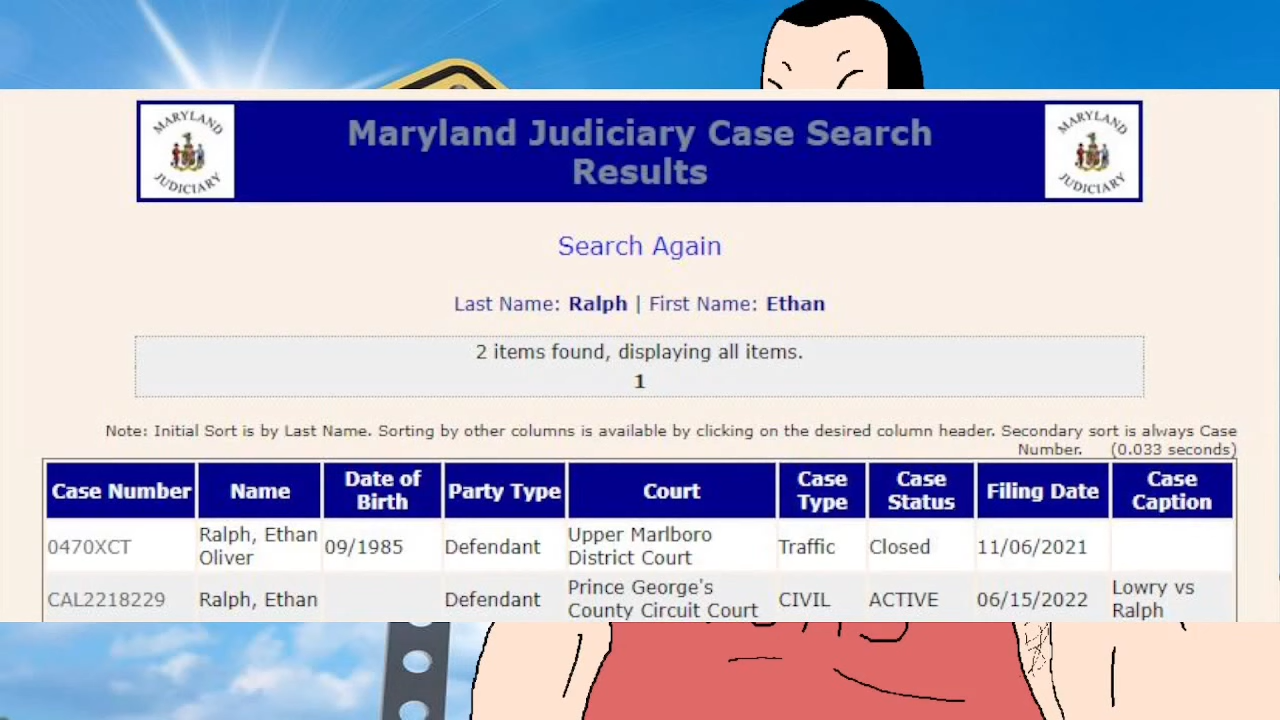 MARYLAND
JUDICIARY
Maryland Judiciary Case Search
Results
MARYLAND
JUDICIARY
Search Again
Last Name: Ralph | First Name: Ethan
2 items found, displaying all items.
1
Note: Initial Sort is by Last Name. Sorting by other columns is available by clicking on the desired column header. Secondary sort is always Case
Number. (0.033 seconds)
Case Number Name Date of Birth Party Type Court Case Type Case Status Filing Date Case Caption
0470XCT Ralph, Ethan Oliver 09/1985 Defendant Upper Marlboro District Court Traffic Closed 11/06/2021
CAL2218229 Ralph, Ethan Defendant Prince George's County Circuit Court CIVIL ACTIVE 06/15/2022 Lowry vs Ralph